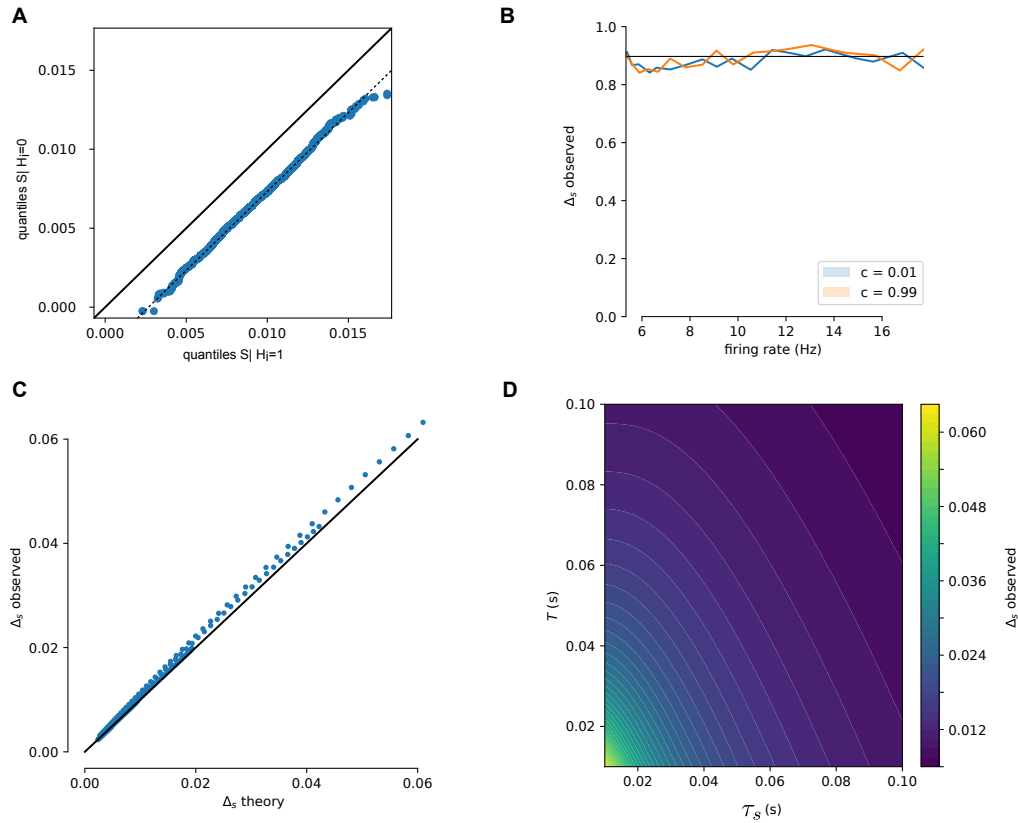 A
quantiles S| Hi=0
0.015
0.010
0.005
0.000
0.000
0.005
0.010
0.015
quantiles S| Hi=1
B
Δs observed
1.0
0.8
0.6
0.4
0.2
0.0
c = 0.01
c = 0.99
6
8
10
12
14
16
firing rate (Hz)
C
Δs observed
0.06
0.04
0.02
0.00
0.00
0.02
0.04
0.06
Δs theory
D
T (s)
0.10
0.08
0.06
0.04
0.02
0.02
0.04
0.06
0.08
0.10
τs (s)
0.060
0.048
0.036
0.024
0.012
Δs observed